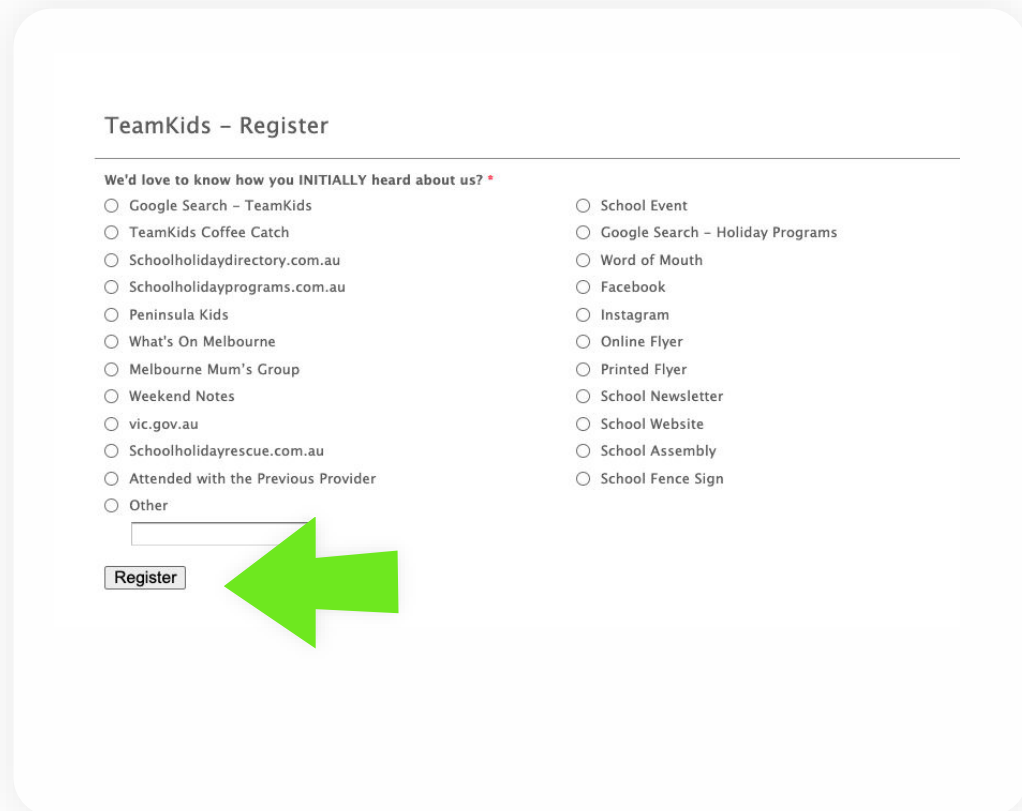 TeamKids – Register
We'd love to know how you INITIALLY heard about us? *
Google Search – TeamKids
School Event
TeamKids Coffee Catch
Google Search – Holiday Programs
Schoolholidaydirectory.com.au
Word of Mouth
Schoolholidayprograms.com.au
Facebook
Peninsula Kids
Instagram
What's On Melbourne
Online Flyer
Melbourne Mum's Group
Printed Flyer
Weekend Notes
School Newsletter
vic.gov.au
School Website
Schoolholidayrescue.com.au
School Assembly
Attended with the Previous Provider
School Fence Sign
Other
Register